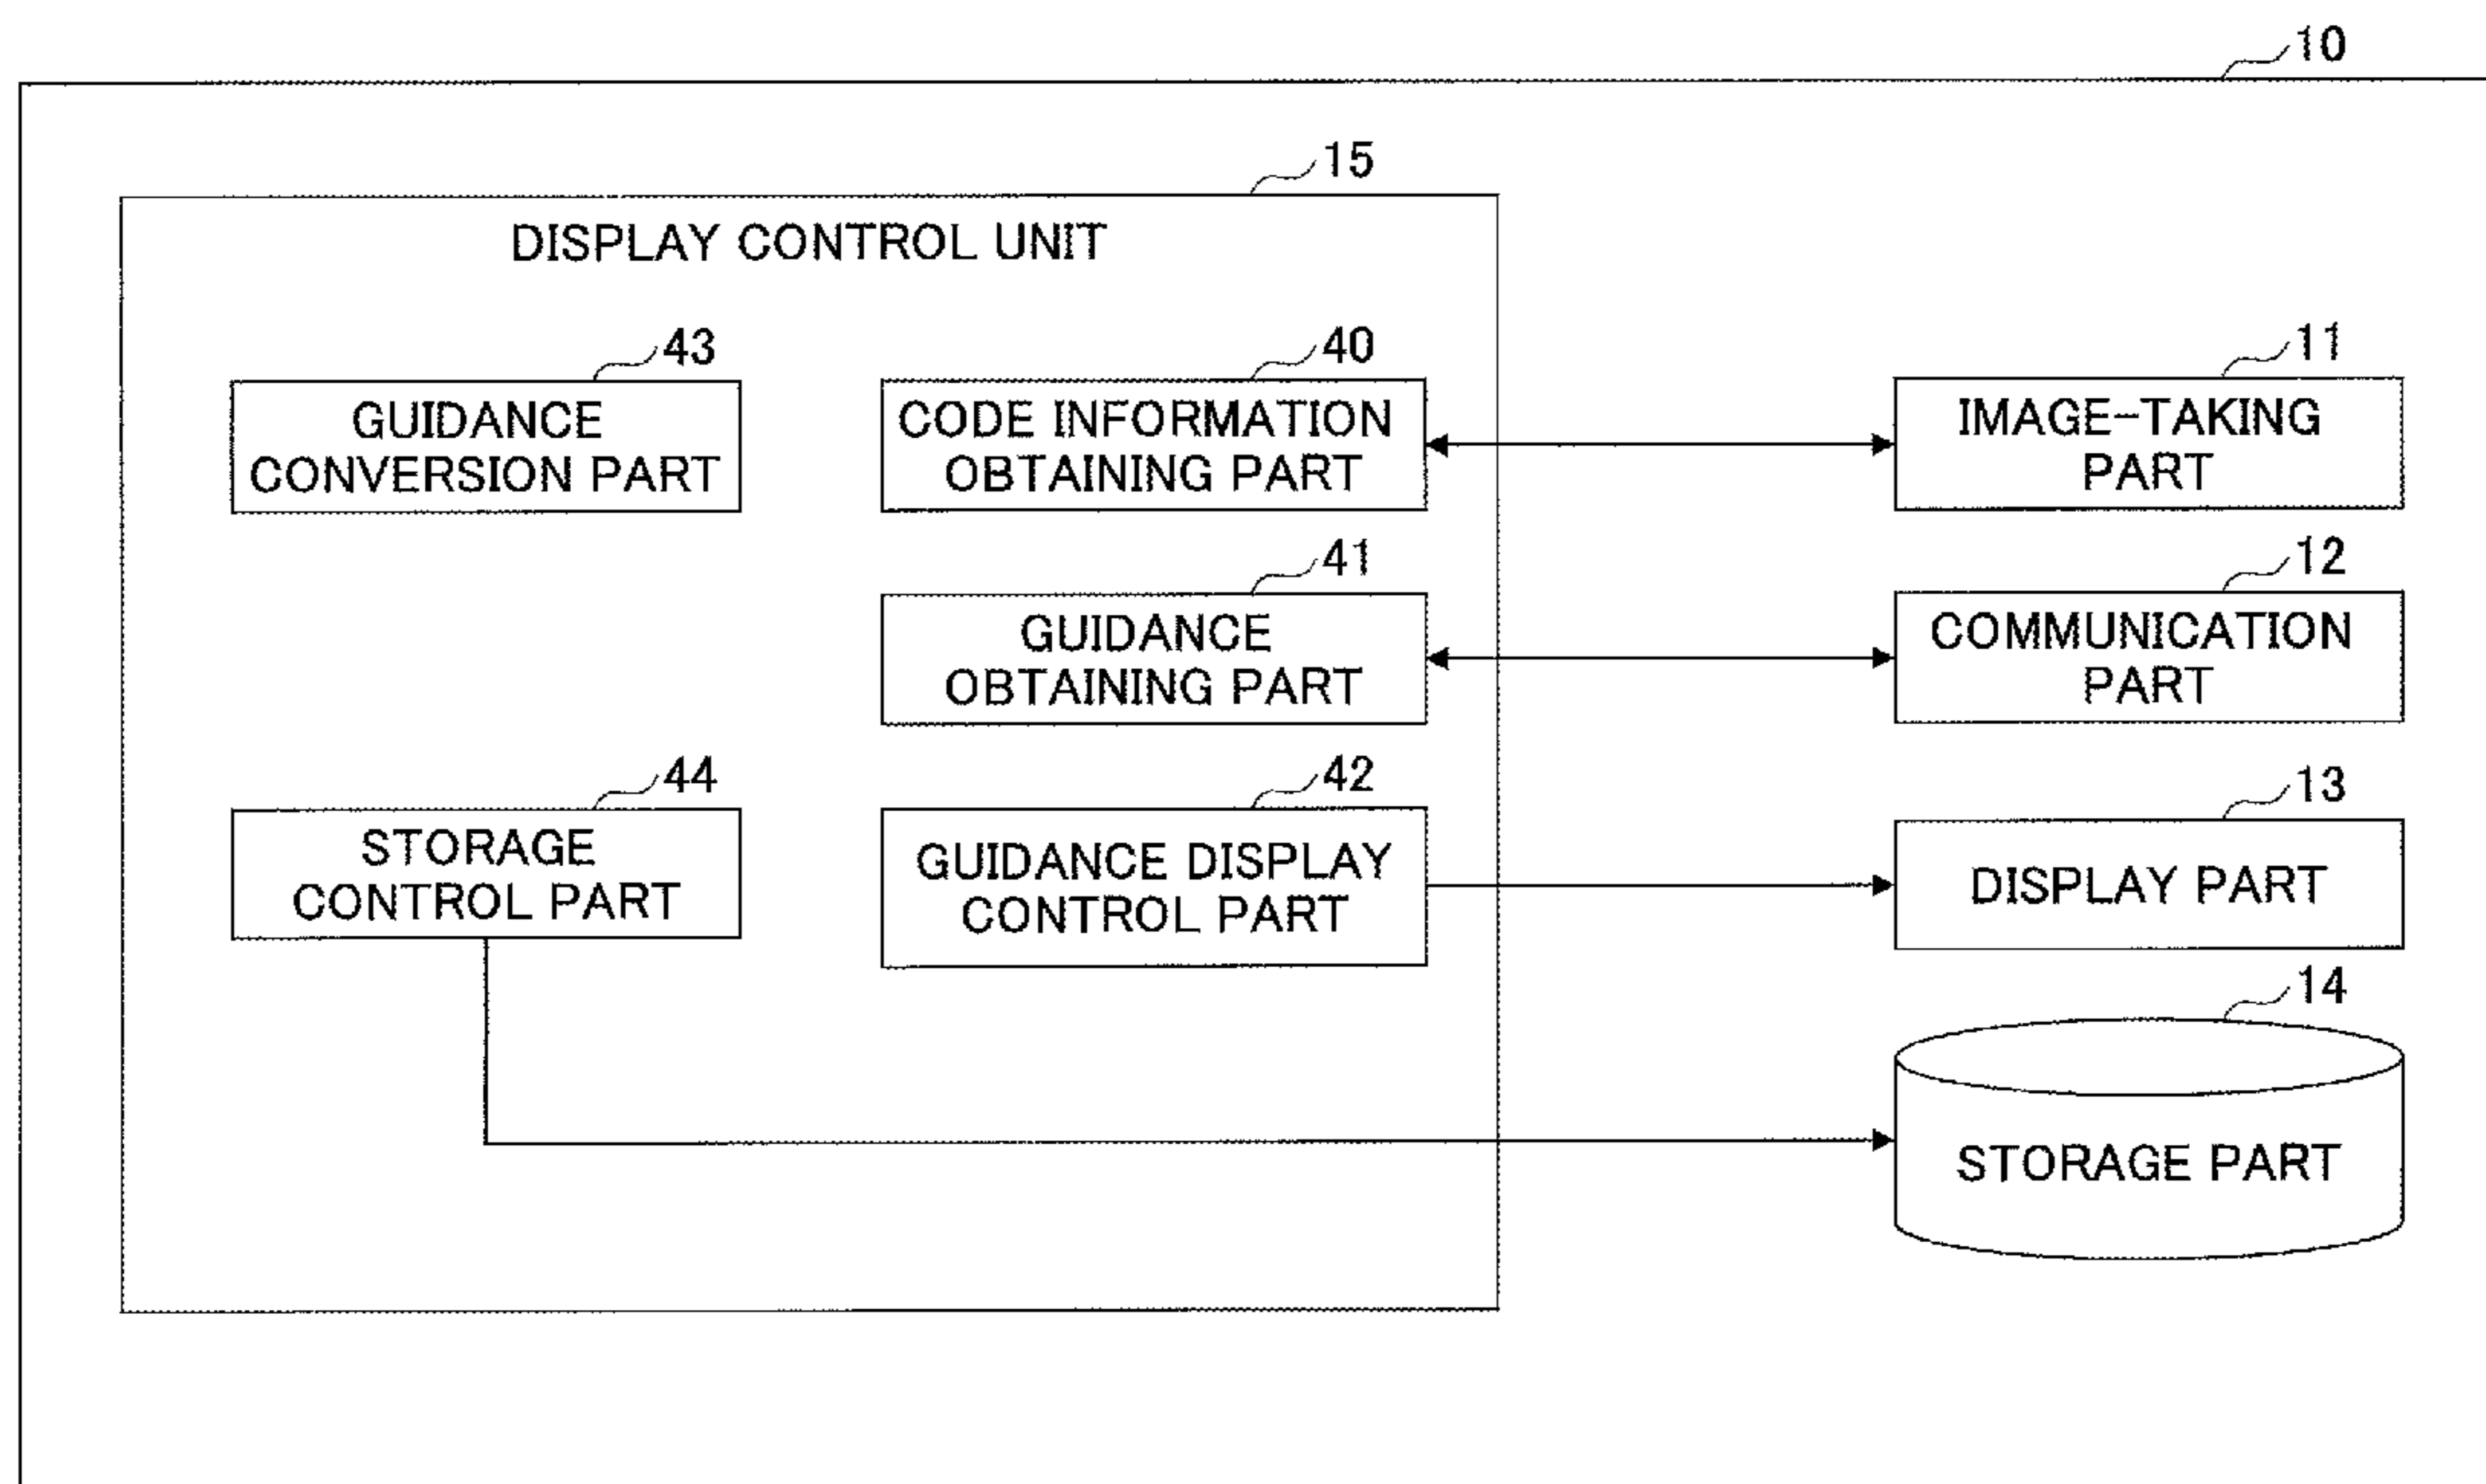 10
15
DISPLAY CONTROL UNIT
43
GUIDANCE
CONVERSION PART
40
CODE INFORMATION
OBTAINING PART
11
IMAGE-TAKING
PART
41
GUIDANCE
OBTAINING PART
12
COMMUNICATION
PART
44
STORAGE
CONTROL PART
42
GUIDANCE DISPLAY
CONTROL PART
13
DISPLAY PART
14
STORAGE PART